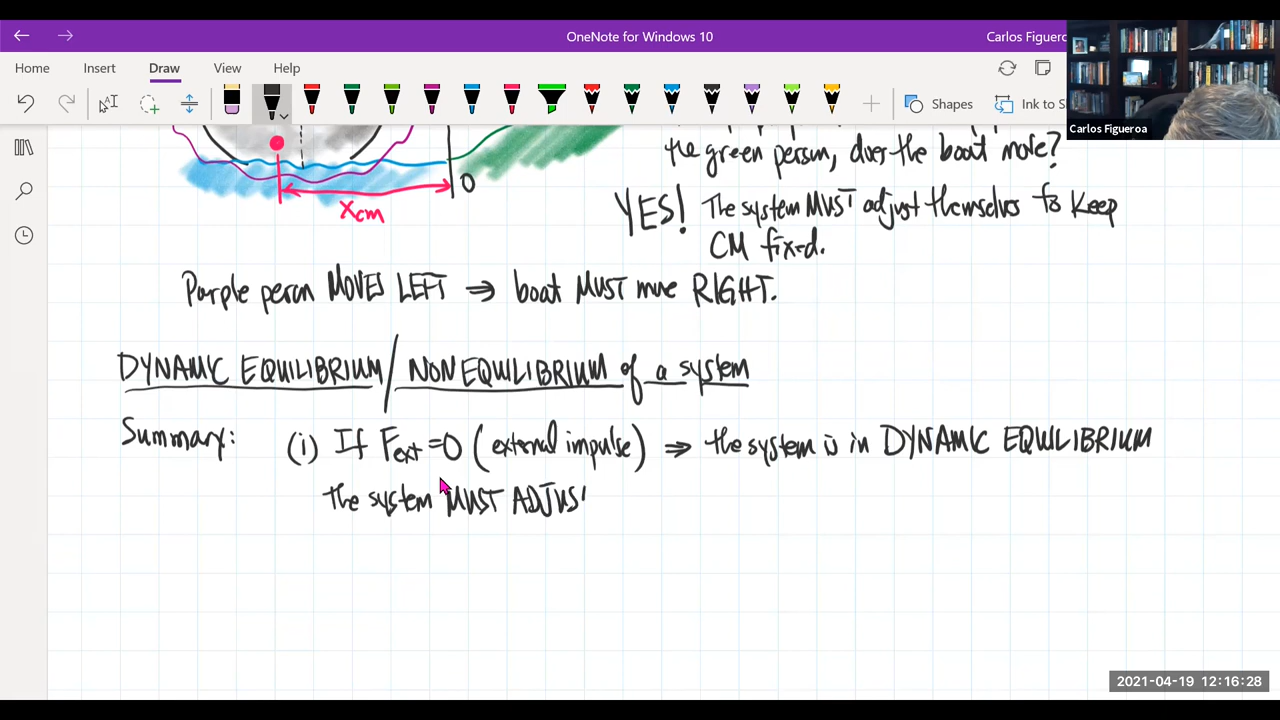 OneNote for Windows 10
Carlos Figueroa
Home Insert Draw View Help
Shapes
Ink to S
Carlos Figueroa
the green person, does the boat move?
0
Xcm
YES! The system MUST adjust themselves to keep
CM fixed.
Purple person MOVES LEFT ⇒ boat MUST move RIGHT.
DYNAMIC EQUILIBRIUM / NONEQUILIBRIUM of a system
Summary: (i) If Fext = 0 (external impulse) ⇒ the system is in DYNAMIC EQUILIBRIUM
the system MUST ADJUS
2021-04-19 12:16:28